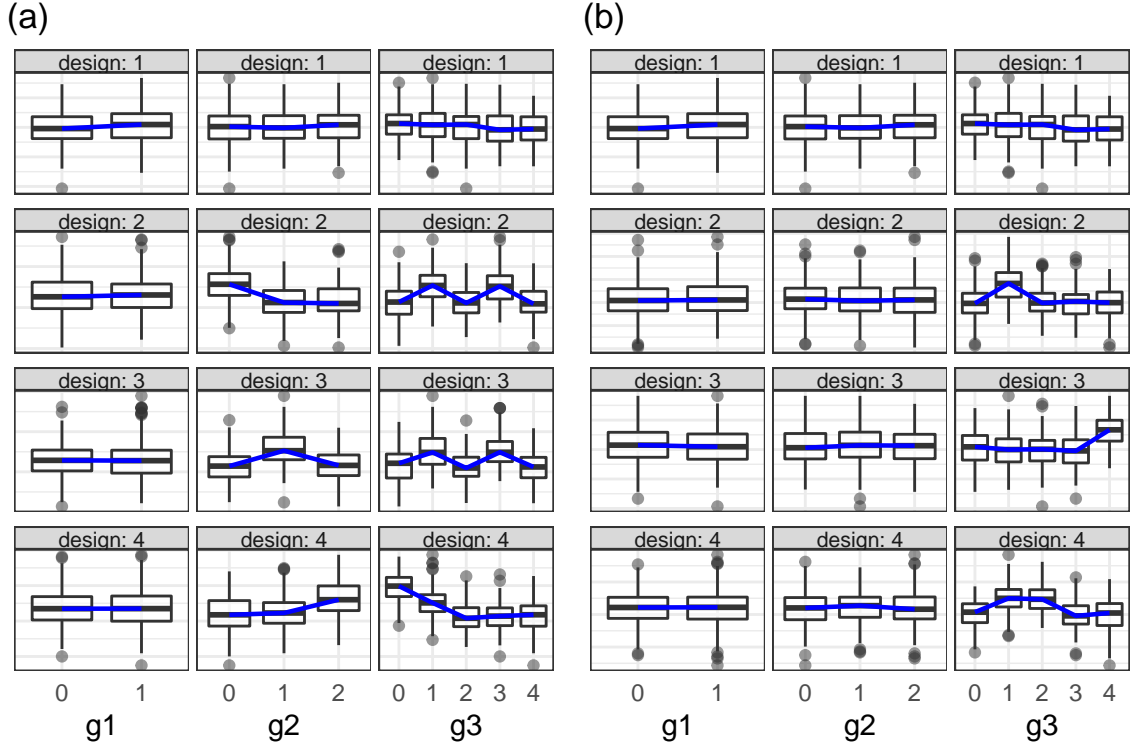 (a) (b)
design: 1 design: 1 design: 1 design: 1 design: 1 design: 1
design: 2 design: 2 design: 2 design: 2 design: 2 design: 2
design: 3 design: 3 design: 3 design: 3 design: 3 design: 3
design: 4 design: 4 design: 4 design: 4 design: 4 design: 4
0 1 0 1 2 0 1 2 3 4 0 1 0 1 2 0 1 2 3 4
g1 g2 g3 g1 g2 g3